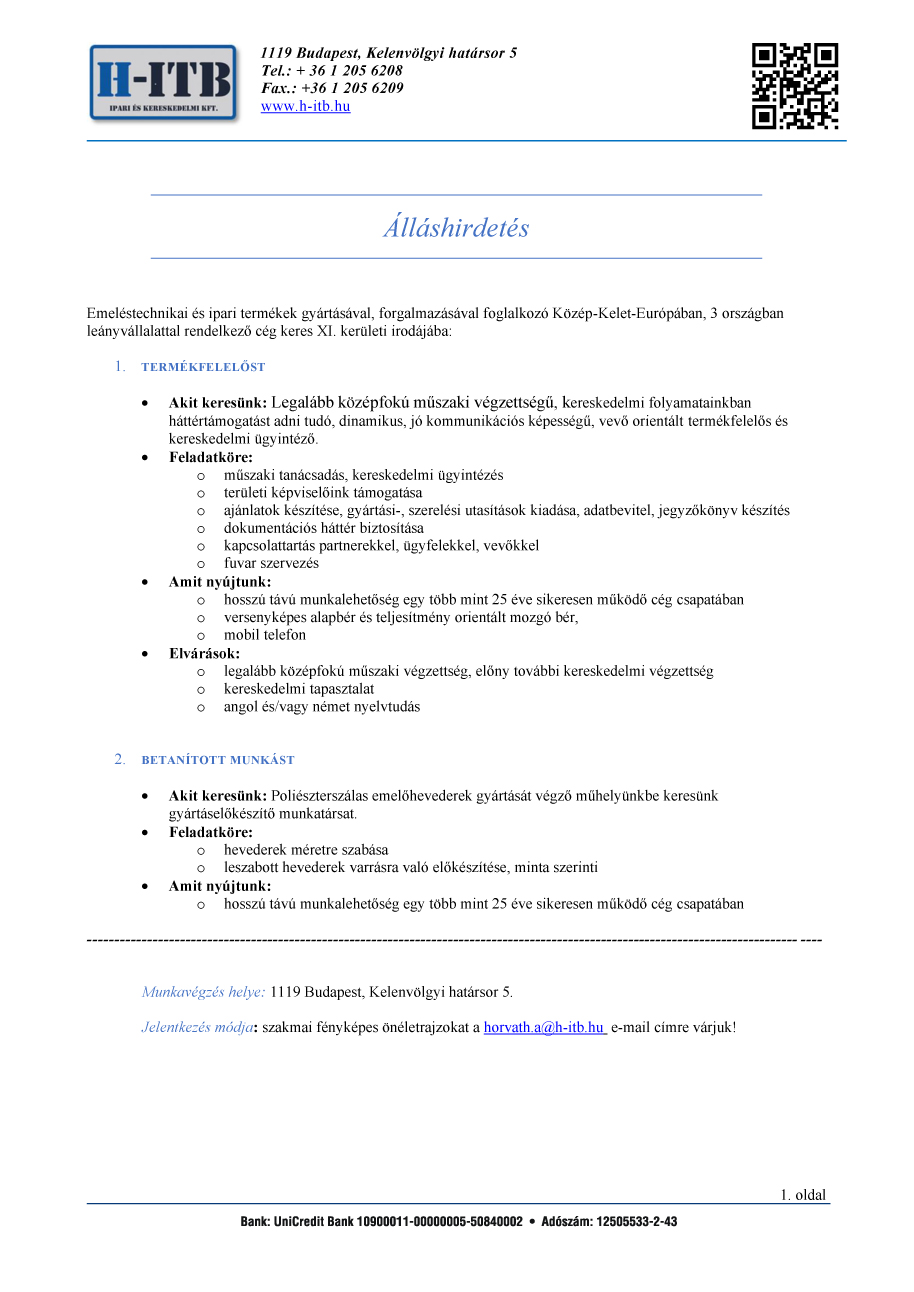 H-ITB
IPARI ÉS KERESKEDELMI KFT.
1119 Budapest, Kelenvölgyi határsor 5
Tel.: + 36 1 205 6208
Fax.: +36 1 205 6209
www.h-itb.hu
Álláshirdetés
Emeléstechnikai és ipari termékek gyártásával, forgalmazásával foglalkozó Közép-Kelet-Európában, 3 országban
leányvállalattal rendelkező cég keres XI. kerületi irodájába:
1. TERMÉKFELELŐST
• Akit keresünk: Legalább középfokú műszaki végzettségű, kereskedelmi folyamatainkban
háttértámogatást adni tudó, dinamikus, jó kommunikációs képességű, vevő orientált termékfelelős és
kereskedelmi ügyintéző.
• Feladatköre:
o műszaki tanácsadás, kereskedelmi ügyintézés
o területi képviselőink támogatása
o ajánlatok készítése, gyártási-, szerelési utasítások kiadása, adatbevitel, jegyzőkönyv készítés
o dokumentációs háttér biztosítása
o kapcsolattartás partnerekkel, ügyfelekkel, vevőkkel
o fuvar szervezés
• Amit nyújtunk:
o hosszú távú munkalehetőség egy több mint 25 éve sikeresen működő cég csapatában
o versenyképes alapbér és teljesítmény orientált mozgó bér,
o mobil telefon
• Elvárások:
o legalább középfokú műszaki végzettség, előny további kereskedelmi végzettség
o kereskedelmi tapasztalat
o angol és/vagy német nyelvtudás
2. BETANÍTOTT MUNKÁST
• Akit keresünk: Poliészterszálas emelőhevederek gyártását végző műhelyünkbe keresünk
gyártáselőkészítő munkatársat.
• Feladatköre:
o hevederek méretre szabása
o leszabott hevederek varrásra való előkészítése, minta szerinti
• Amit nyújtunk:
o hosszú távú munkalehetőség egy több mint 25 éve sikeresen működő cég csapatában
Munkavégzés helye: 1119 Budapest, Kelenvölgyi határsor 5.
Jelentkezés módja: szakmai fényképes önéletrajzokat a horvath.a@h-itb.hu e-mail címre várjuk!
1. oldal
Bank: UniCredit Bank 10900011-00000005-50840002 • Adószám: 12505533-2-43